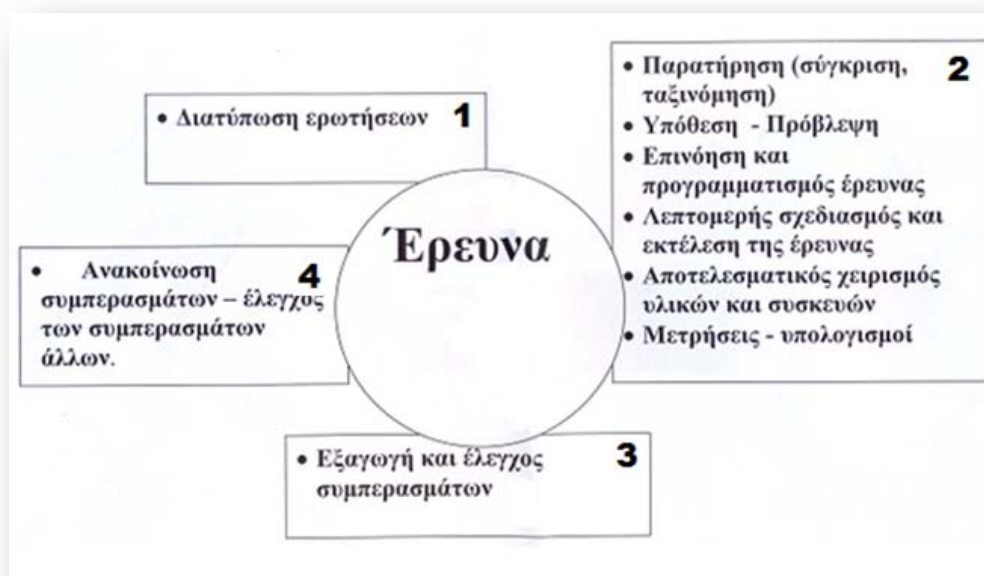 • Διατύπωση ερωτήσεων 1
• Παρατήρηση (σύγκριση, 2
ταξινόμηση)
• Υπόθεση - Πρόβλεψη
• Επινόηση και
προγραμματισμός έρευνας
• Λεπτομερής σχεδιασμός και
εκτέλεση της έρευνας
• Αποτελεσματικός χειρισμός
υλικών και συσκευών
• Μετρήσεις - υπολογισμοί
Έρευνα
• Εξαγωγή και έλεγχος 3
συμπερασμάτων
• Ανακοίνωση 4
συμπερασμάτων – έλεγχος
των συμπερασμάτων
άλλων.